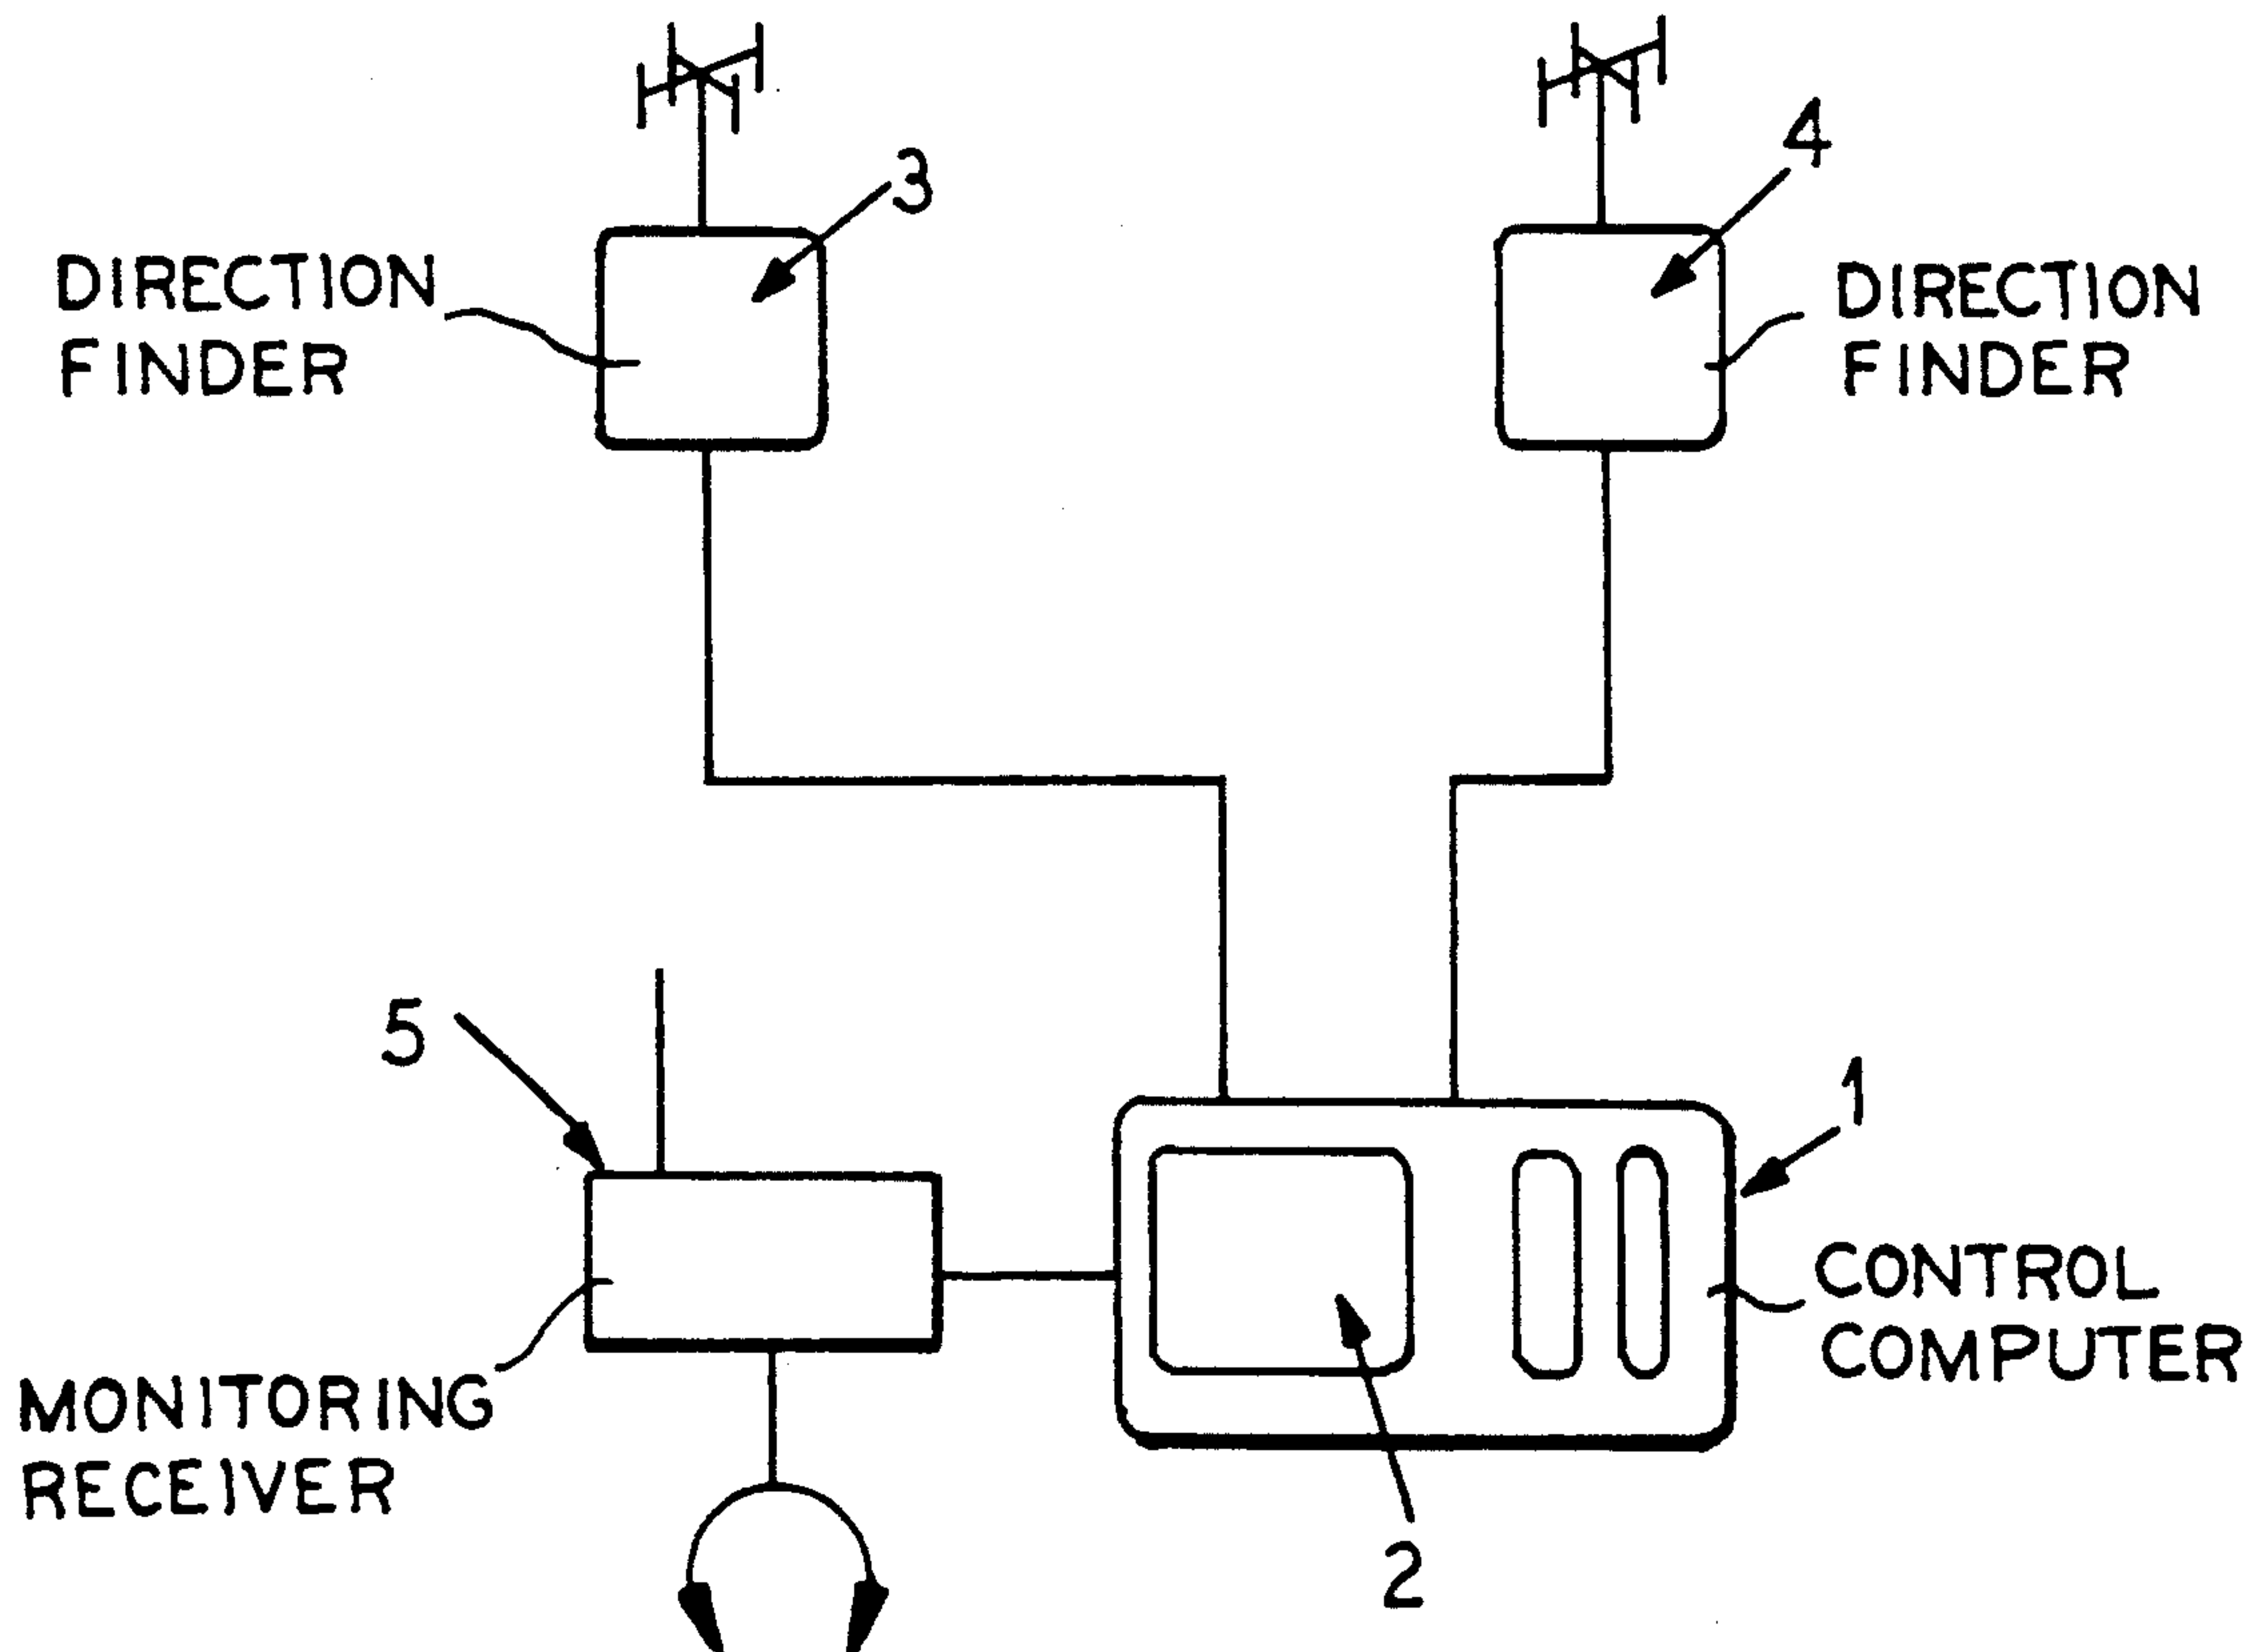 3
4
DIRECTION
FINDER
DIRECTION
FINDER
5
1
CONTROL
COMPUTER
MONITORING
RECEIVER
2